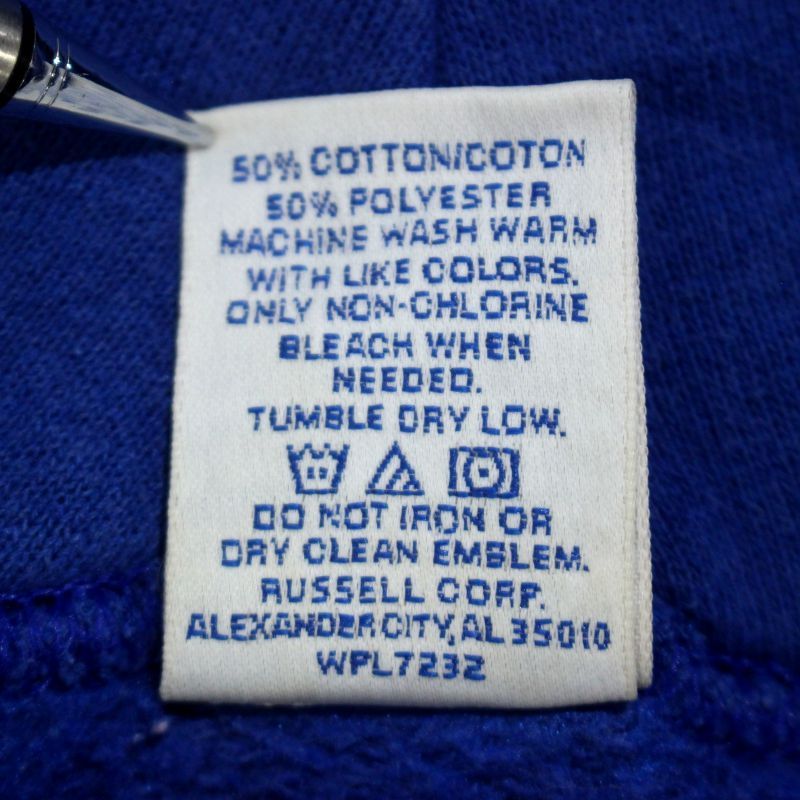 50% COTTON/COTON
50% POLYESTER
MACHINE WASH WARM
WITH LIKE COLORS.
ONLY NON-CHLORINE
BLEACH WHEN
NEEDED.
TUMBLE DRY LOW.
DO NOT IRON OR
DRY CLEAN EMBLEM.
RUSSELL CORP.
ALEXANDER CITY, AL 35010
WPL7232